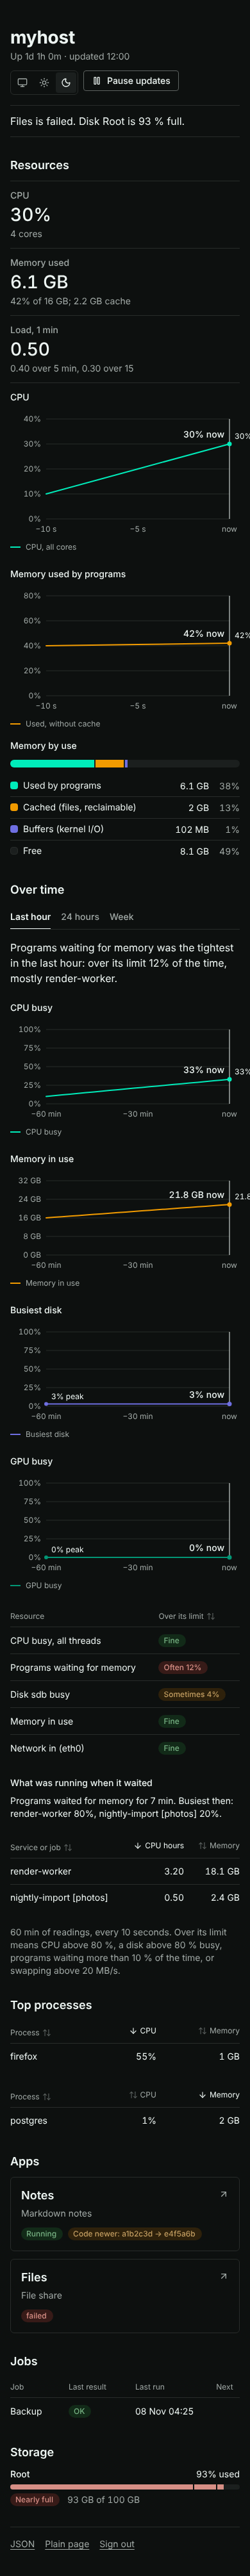 myhost
Up 1d 1h 0m · updated 12:00
Pause updates
Files is failed. Disk Root is 93 % full.
Resources
CPU
30%
4 cores
Memory used
6.1 GB
42% of 16 GB; 2.2 GB cache
Load, 1 min
0.50
0.40 over 5 min, 0.30 over 15
CPU
40%
30% now
30%
30%
20%
10%
0%
−10 s
−5 s
now
CPU, all cores
Memory used by programs
80%
60%
42% now
42%
40%
20%
0%
−10 s
−5 s
now
Used, without cache
Memory by use
Used by programs 6.1 GB 38%
Cached (files, reclaimable) 2 GB 13%
Buffers (kernel I/O) 102 MB 1%
Free 8.1 GB 49%
Over time
Last hour 24 hours Week
Programs waiting for memory was the tightest
in the last hour: over its limit 12% of the time,
mostly render-worker.
CPU busy
100%
75%
50%
33% now
33%
25%
0%
−60 min
−30 min
now
CPU busy
Memory in use
32 GB
24 GB
21.8 GB now
21.8
16 GB
8 GB
0 GB
−60 min
−30 min
now
Memory in use
Busiest disk
100%
75%
50%
25%
3% peak
3% now
0%
−60 min
−30 min
now
Busiest disk
GPU busy
100%
75%
50%
25%
0% peak
0% now
0%
−60 min
−30 min
now
GPU busy
Resource Over its limit
CPU busy, all threads Fine
Programs waiting for memory Often 12%
Disk sdb busy Sometimes 4%
Memory in use Fine
Network in (eth0) Fine
What was running when it waited
Programs waited for memory for 7 min. Busiest then:
render-worker 80%, nightly-import [photos] 20%.
Service or job CPU hours Memory
render-worker 3.20 18.1 GB
nightly-import [photos] 0.50 2.4 GB
60 min of readings, every 10 seconds. Over its limit
means CPU above 80 %, a disk above 80 % busy,
programs waiting more than 10 % of the time, or
swapping above 20 MB/s.
Top processes
Process CPU Memory
firefox 55% 1 GB
Process CPU Memory
postgres 1% 2 GB
Apps
Notes
Markdown notes
Running Code newer: a1b2c3d → e4f5a6b
Files
File share
failed
Jobs
Job Last result Last run Next
Backup OK 08 Nov 04:25
Storage
Root 93% used
Nearly full 93 GB of 100 GB
JSON Plain page Sign out